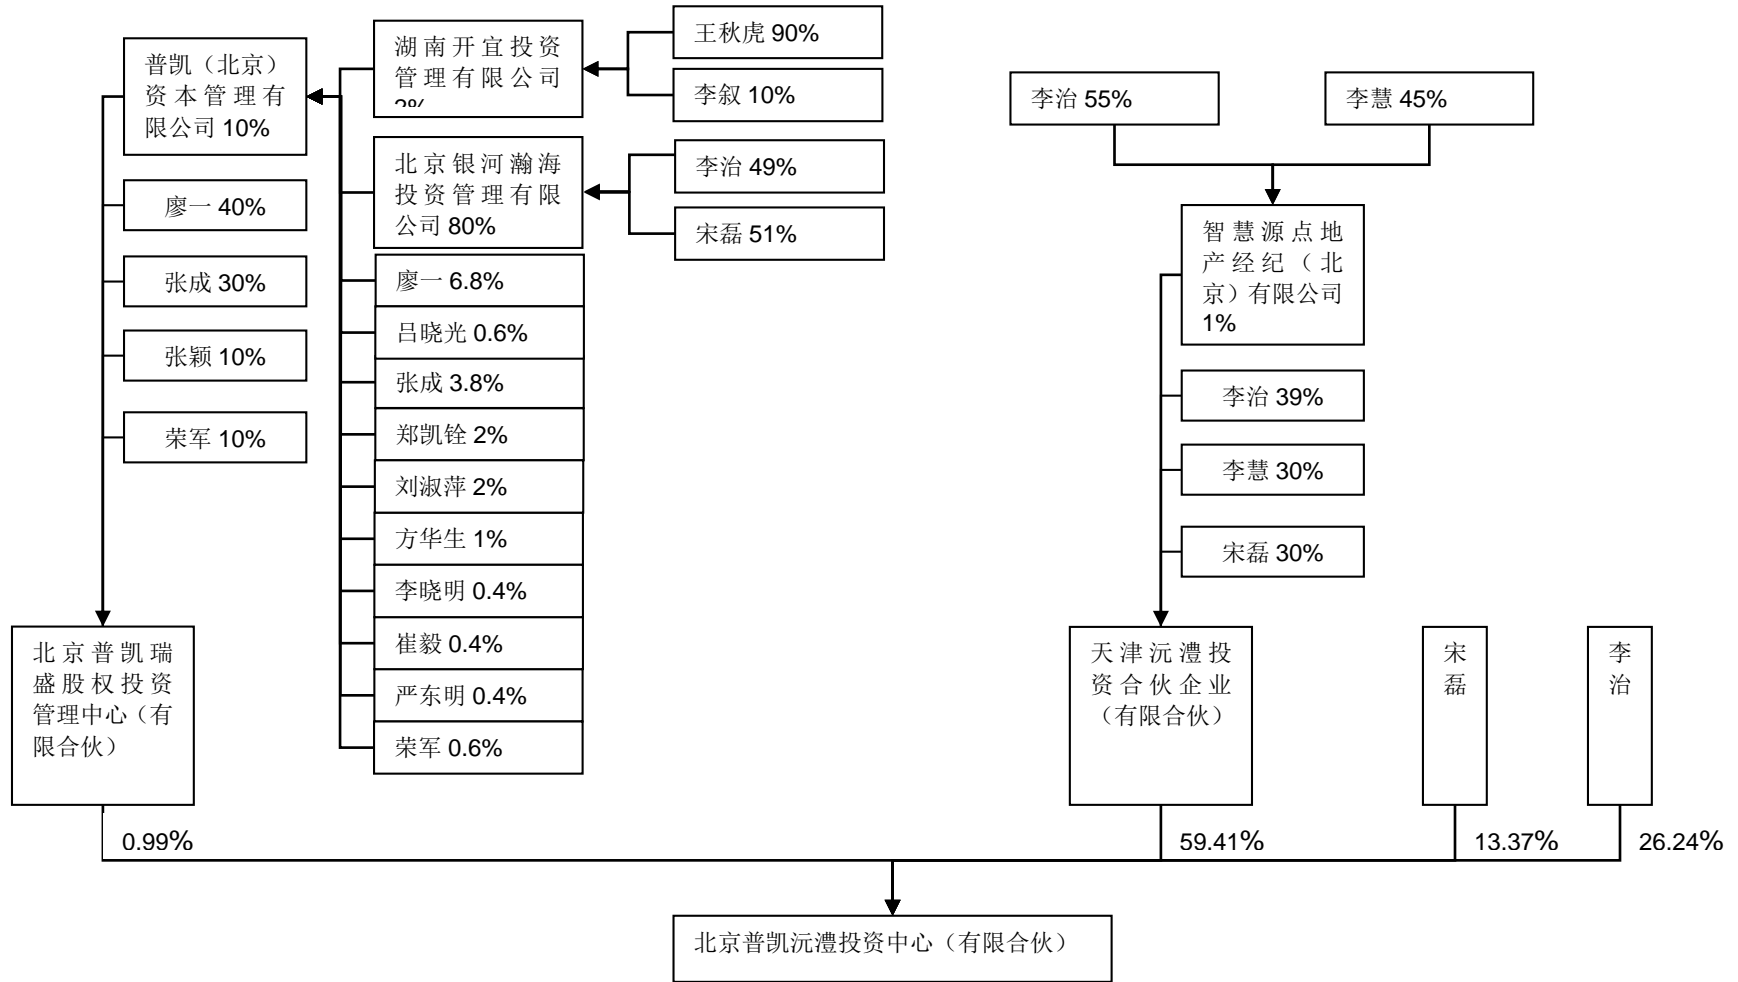 普凯（北京）
资本管理有
限公司 10%
廖一 40%
张成 30%
张颖 10%
荣军 10%
湖南开宜投资
管理有限公司
北京银河瀚海
投资管理有限
公司 80%
廖一 6.8%
吕晓光 0.6%
张成 3.8%
郑凯铨 2%
刘淑萍 2%
方华生 1%
李晓明 0.4%
崔毅 0.4%
严东明 0.4%
荣军 0.6%
王秋虎 90%
李叙 10%
李治 49%
宋磊 51%
李治 55%
李慧 45%
智慧源点地
产经纪（北
京）有限公司
1%
李治 39%
李慧 30%
宋磊 30%
北京普凯瑞
盛股权投资
管理中心（有
限合伙）
天津沅澧投
资合伙企业
（有限合伙）
宋
磊
李
治
0.99%
59.41%
13.37%
26.24%
北京普凯沅澧投资中心（有限合伙）